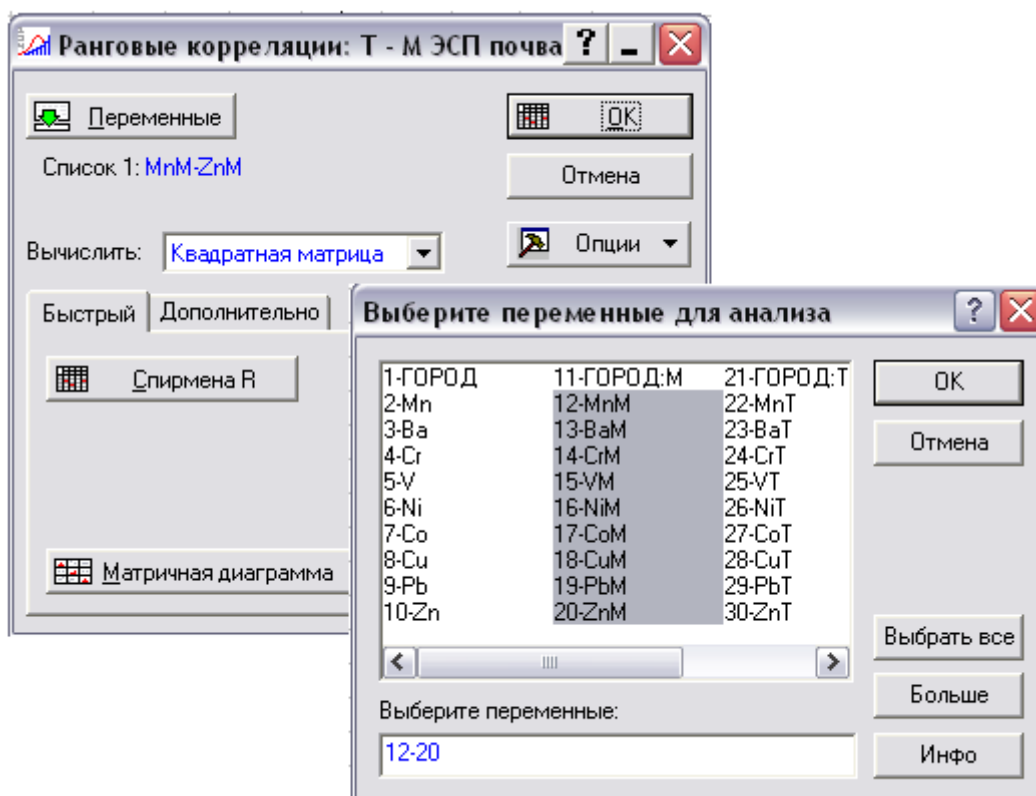 Ранговые корреляции: Т - М ЭСП почва
Переменные
OK
Список 1: MnM-ZnM
Отмена
Вычислить: Квадратная матрица
Опции
Быстрый Дополнительно
Спирмена R
Матричная диаграмма
Выберите переменные для анализа
1-ГОРОД 11-ГОРОД:М 21-ГОРОД:Т
2-Mn 12-MnM 22-MnT
3-Ba 13-BaM 23-BaT
4-Cr 14-CrM 24-CrT
5-V 15-VM 25-VT
6-Ni 16-NiM 26-NiT
7-Co 17-CoM 27-CoT
8-Cu 18-CuM 28-CuT
9-Pb 19-PbM 29-PbT
10-Zn 20-ZnM 30-ZnT
OK
Отмена
Выбрать все
Больше
Инфо
Выберите переменные:
12-20